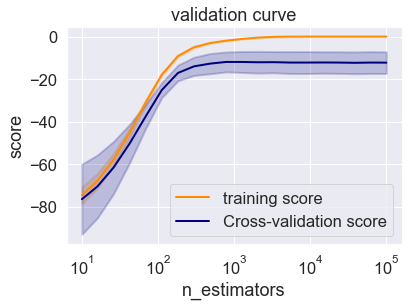 validation curve
score
0
−20
−40
−60
−80
training score
Cross-validation score
10^1
10^2
10^3
10^4
10^5
n_estimators